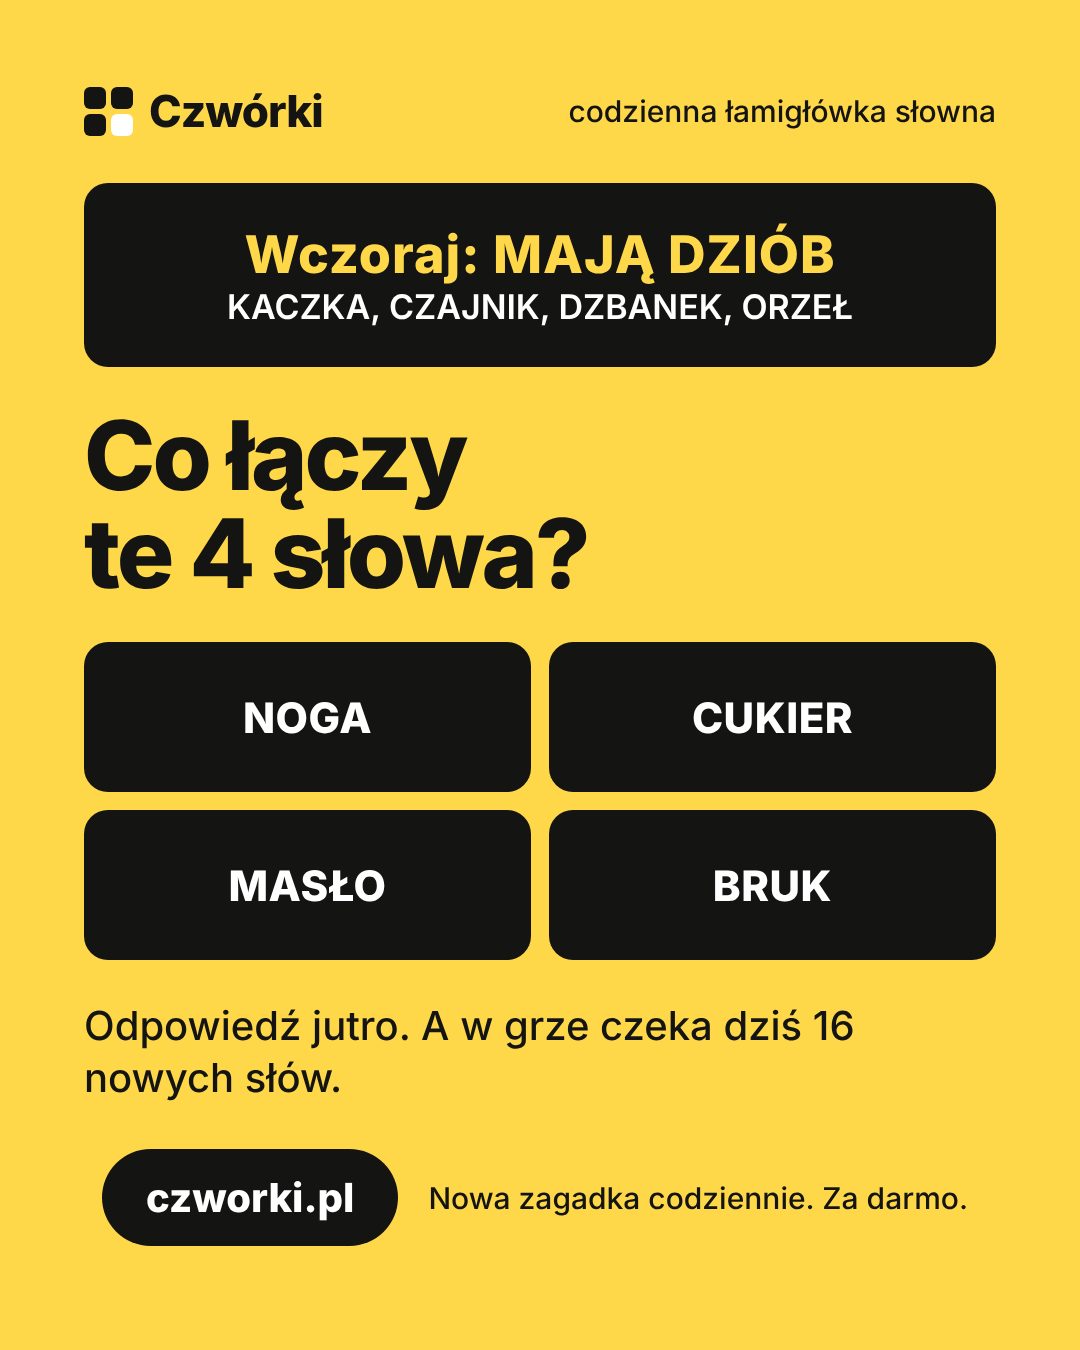 Czwórki
codzienna łamigłówka słowna
Wczoraj: MAJĄ DZIÓB
KACZKA, CZAJNIK, DZBANEK, ORZEŁ
Co łączy
te 4 słowa?
NOGA
CUKIER
MASŁO
BRUK
Odpowiedź jutro. A w grze czeka dziś 16
nowych słów.
czworki.pl
Nowa zagadka codziennie. Za darmo.